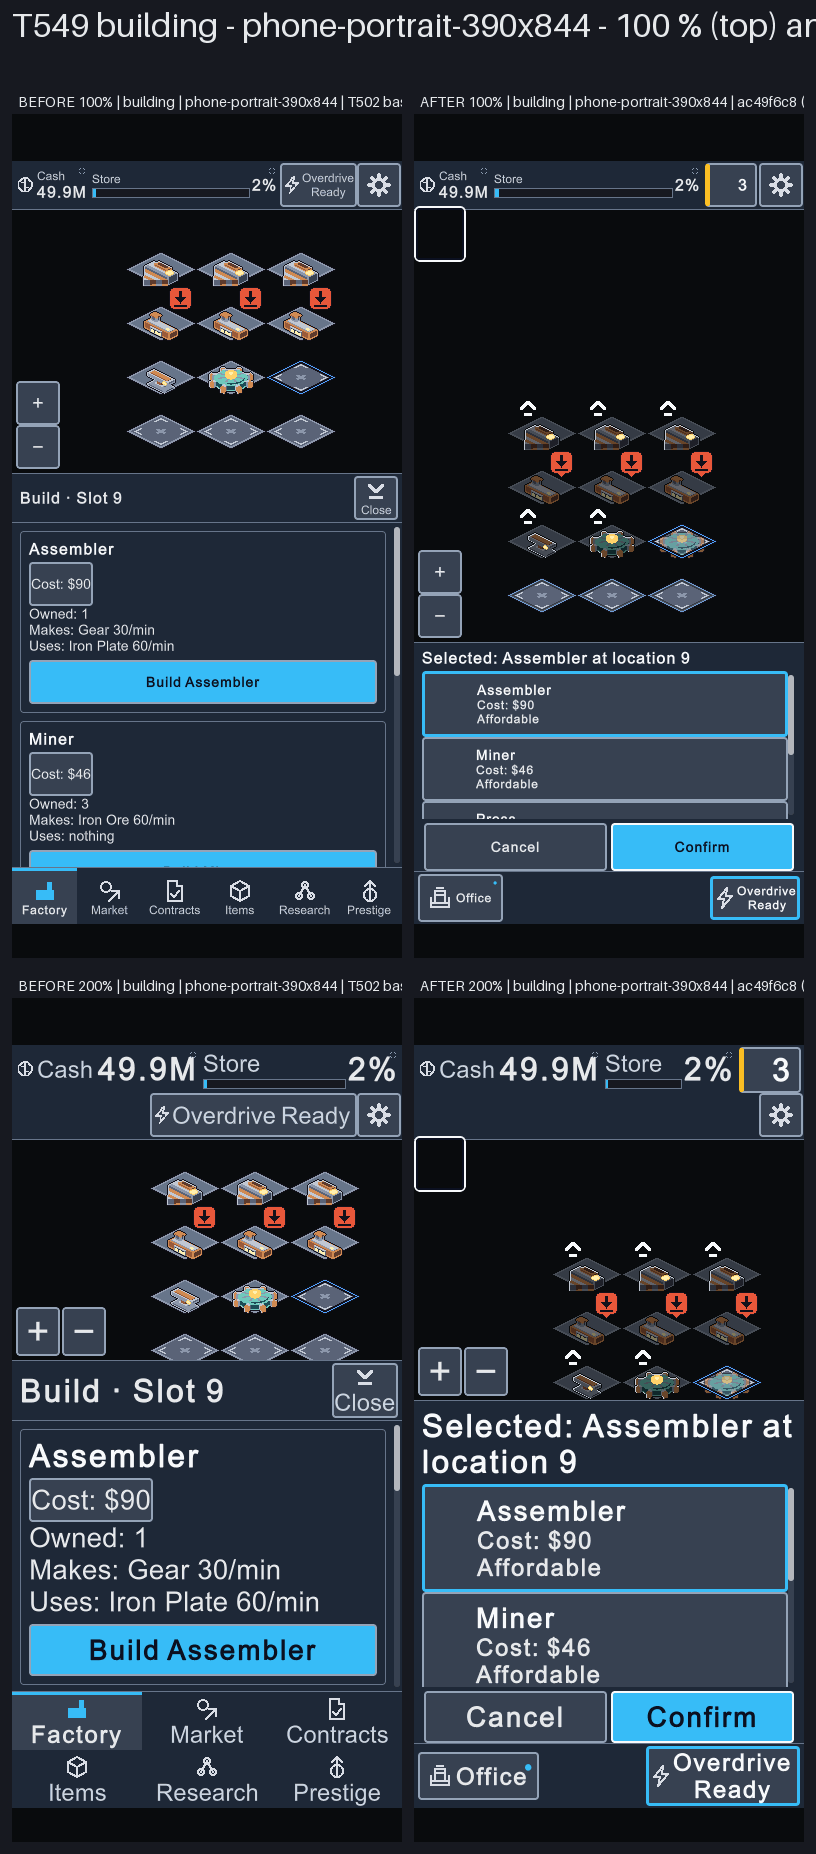 T549 building - phone-portrait-390x844 - 100 % (top) an
BEFORE 100% | building | phone-portrait-390x844 | T502 bas
Cash
49.9M
Store
2%
Overdrive
Ready
+
−
Build · Slot 9
Close
Assembler
Cost: $90
Owned: 1
Makes: Gear 30/min
Uses: Iron Plate 60/min
Build Assembler
Miner
Cost: $46
Owned: 3
Makes: Iron Ore 60/min
Uses: nothing
Factory
Market
Contracts
Items
Research
Prestige
AFTER 100% | building | phone-portrait-390x844 | ac49f6c8 (
Cash
49.9M
Store
2%
3
+
−
Selected: Assembler at location 9
Assembler
Cost: $90
Affordable
Miner
Cost: $46
Affordable
Press
Cancel
Confirm
Office
Overdrive
Ready
BEFORE 200% | building | phone-portrait-390x844 | T502 bas
Cash 49.9M
Store
2%
Overdrive Ready
+
−
Build · Slot 9
Close
Assembler
Cost: $90
Owned: 1
Makes: Gear 30/min
Uses: Iron Plate 60/min
Build Assembler
Factory
Market
Contracts
Items
Research
Prestige
AFTER 200% | building | phone-portrait-390x844 | ac49f6c8 (
Cash 49.9M
Store
2%
3
+
−
Selected: Assembler at
location 9
Assembler
Cost: $90
Affordable
Miner
Cost: $46
Affordable
Cancel
Confirm
Office
Overdrive
Ready